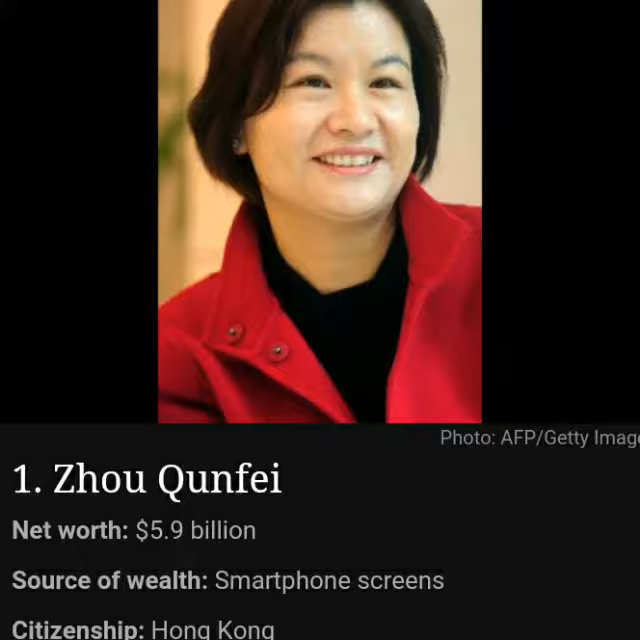 Photo: AFP/Getty Imag
1. Zhou Qunfei
Net worth: $5.9 billion
Source of wealth: Smartphone screens
Citizenship: Hong Kong